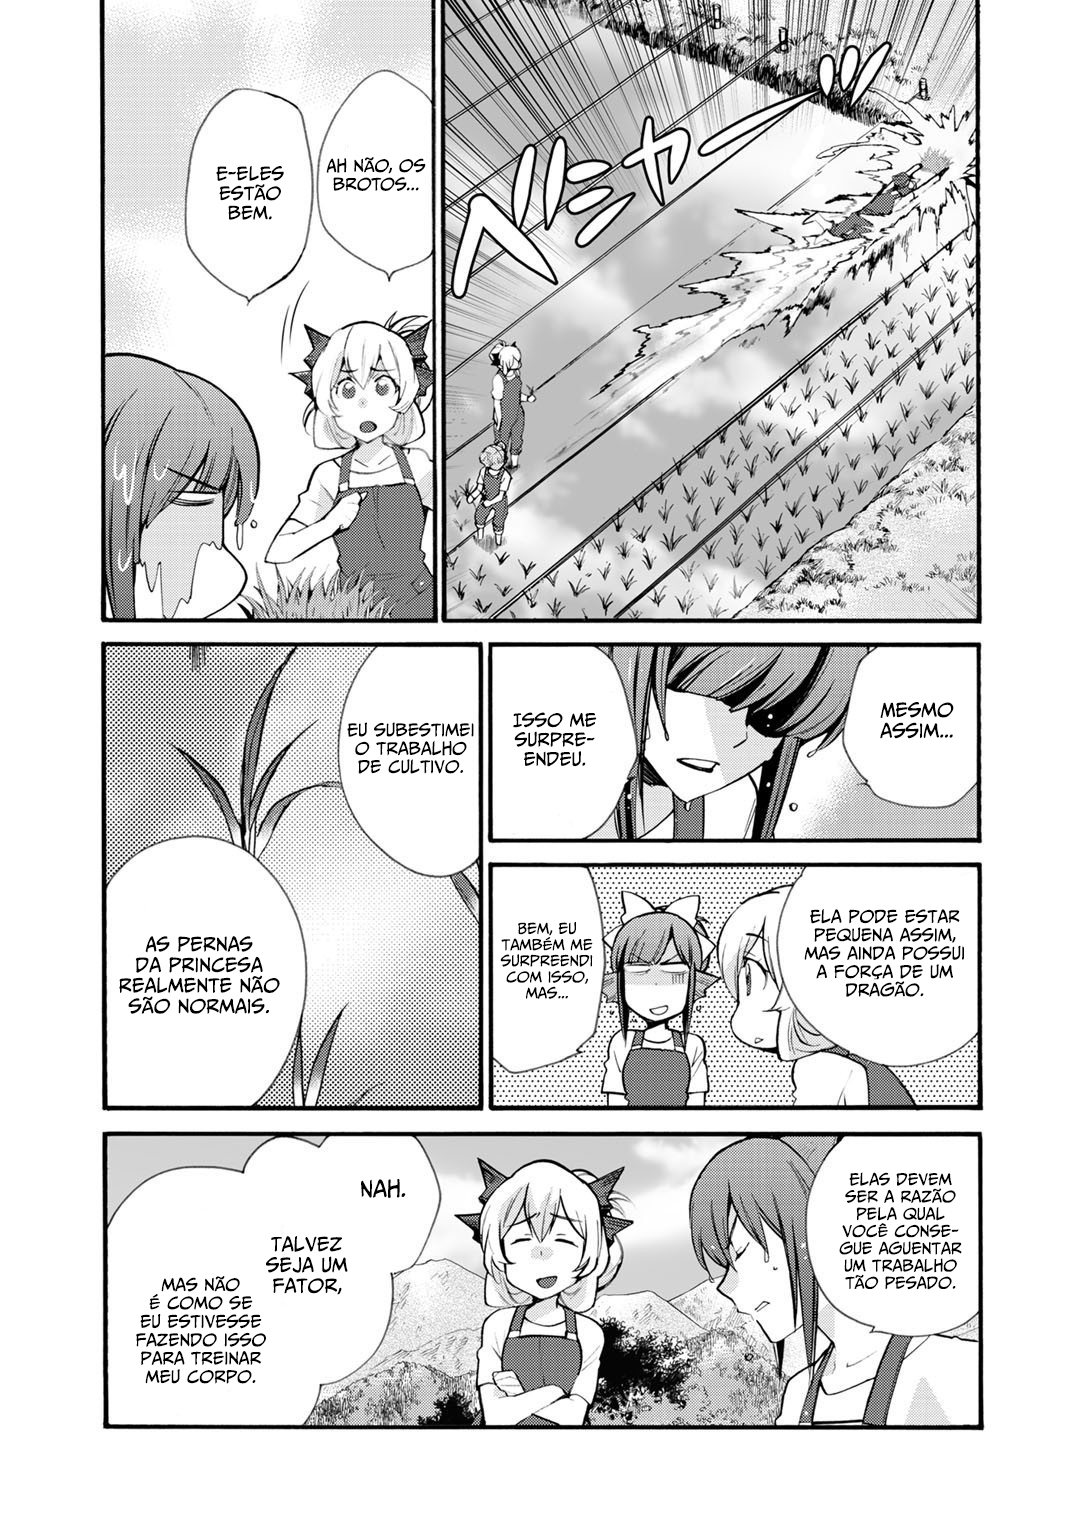 ベシャーッ
AH NÃO, OS
BROTOS...
E-ELES
ESTÃO
BEM.
MESMO
ASSIM...
ISSO ME
SURPRE-
ENDEU.
EU SUBESTIMEI
O TRABALHO
DE CULTIVO.
AS PERNAS
DA PRINCESA
REALMENTE NÃO
SÃO NORMAIS.
ELA PODE ESTAR
PEQUENA ASSIM,
MAS AINDA POSSUI
A FORÇA DE UM
DRAGÃO.
BEM, EU
TAMBÉM ME
SURPREENDI
COM ISSO,
MAS...
ELAS DEVEM
SER A RAZÃO
PELA QUAL
VOCÊ CONSE-
GUE AGUENTAR
UM TRABALHO
TÃO PESADO.
NAH.
TALVEZ
SEJA UM
FATOR,
MAS NÃO
É COMO SE
EU ESTIVESSE
FAZENDO ISSO
PARA TREINAR
MEU CORPO.